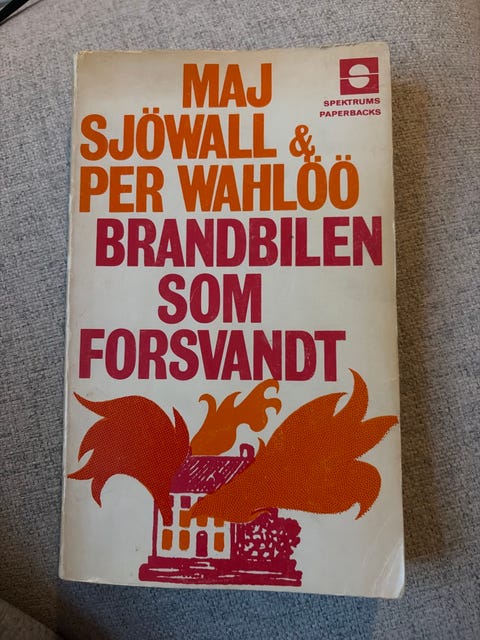 MAJ
SJÖWALL &
PER WAHLÖÖ
BRANDBILEN
SOM
FORSVANDT
SPEKTRUMS
PAPERBACKS